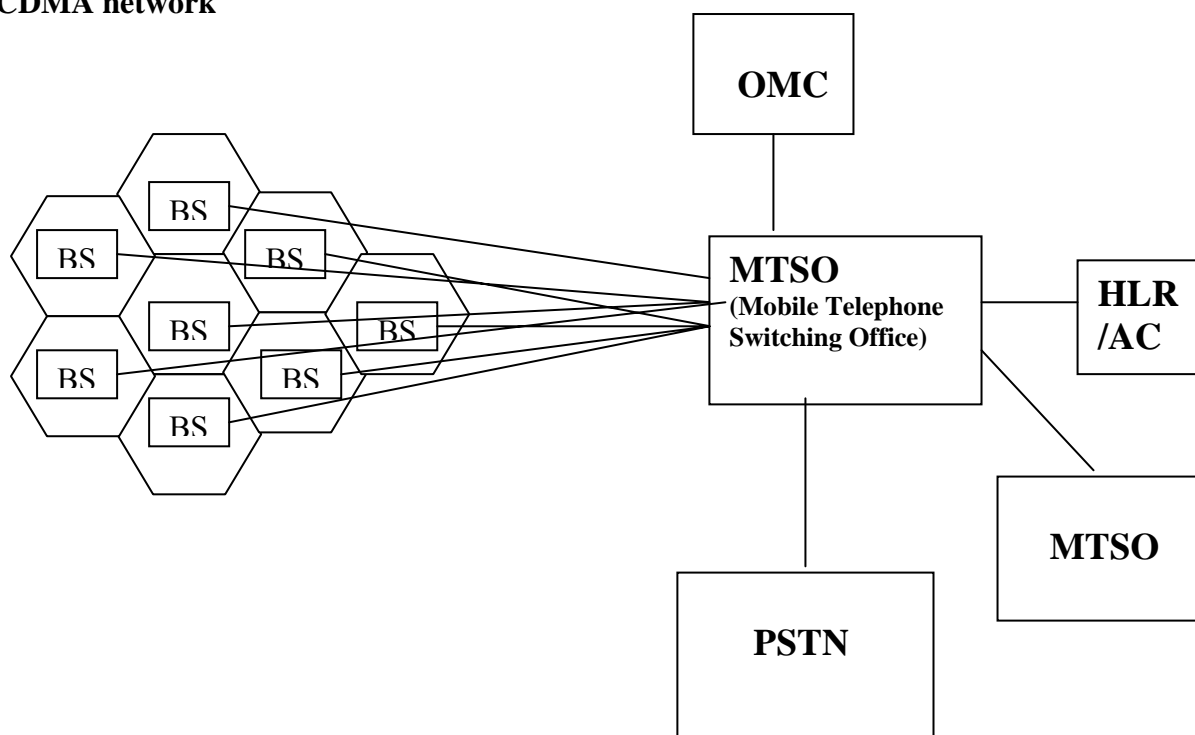 CDMA network
OMC
BS
BS
BS
BS
BS
BS
BS
BS
MTSO
(Mobile Telephone
Switching Office)
HLR
/AC
MTSO
PSTN